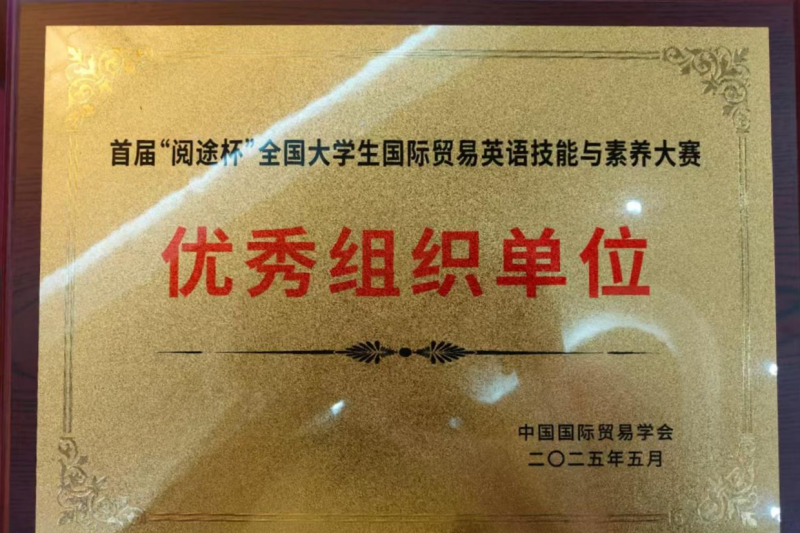 首届“阅途杯”全国大学生国际贸易英语技能与素养大赛
优秀组织单位
中国国际贸易学会
二〇二五年五月